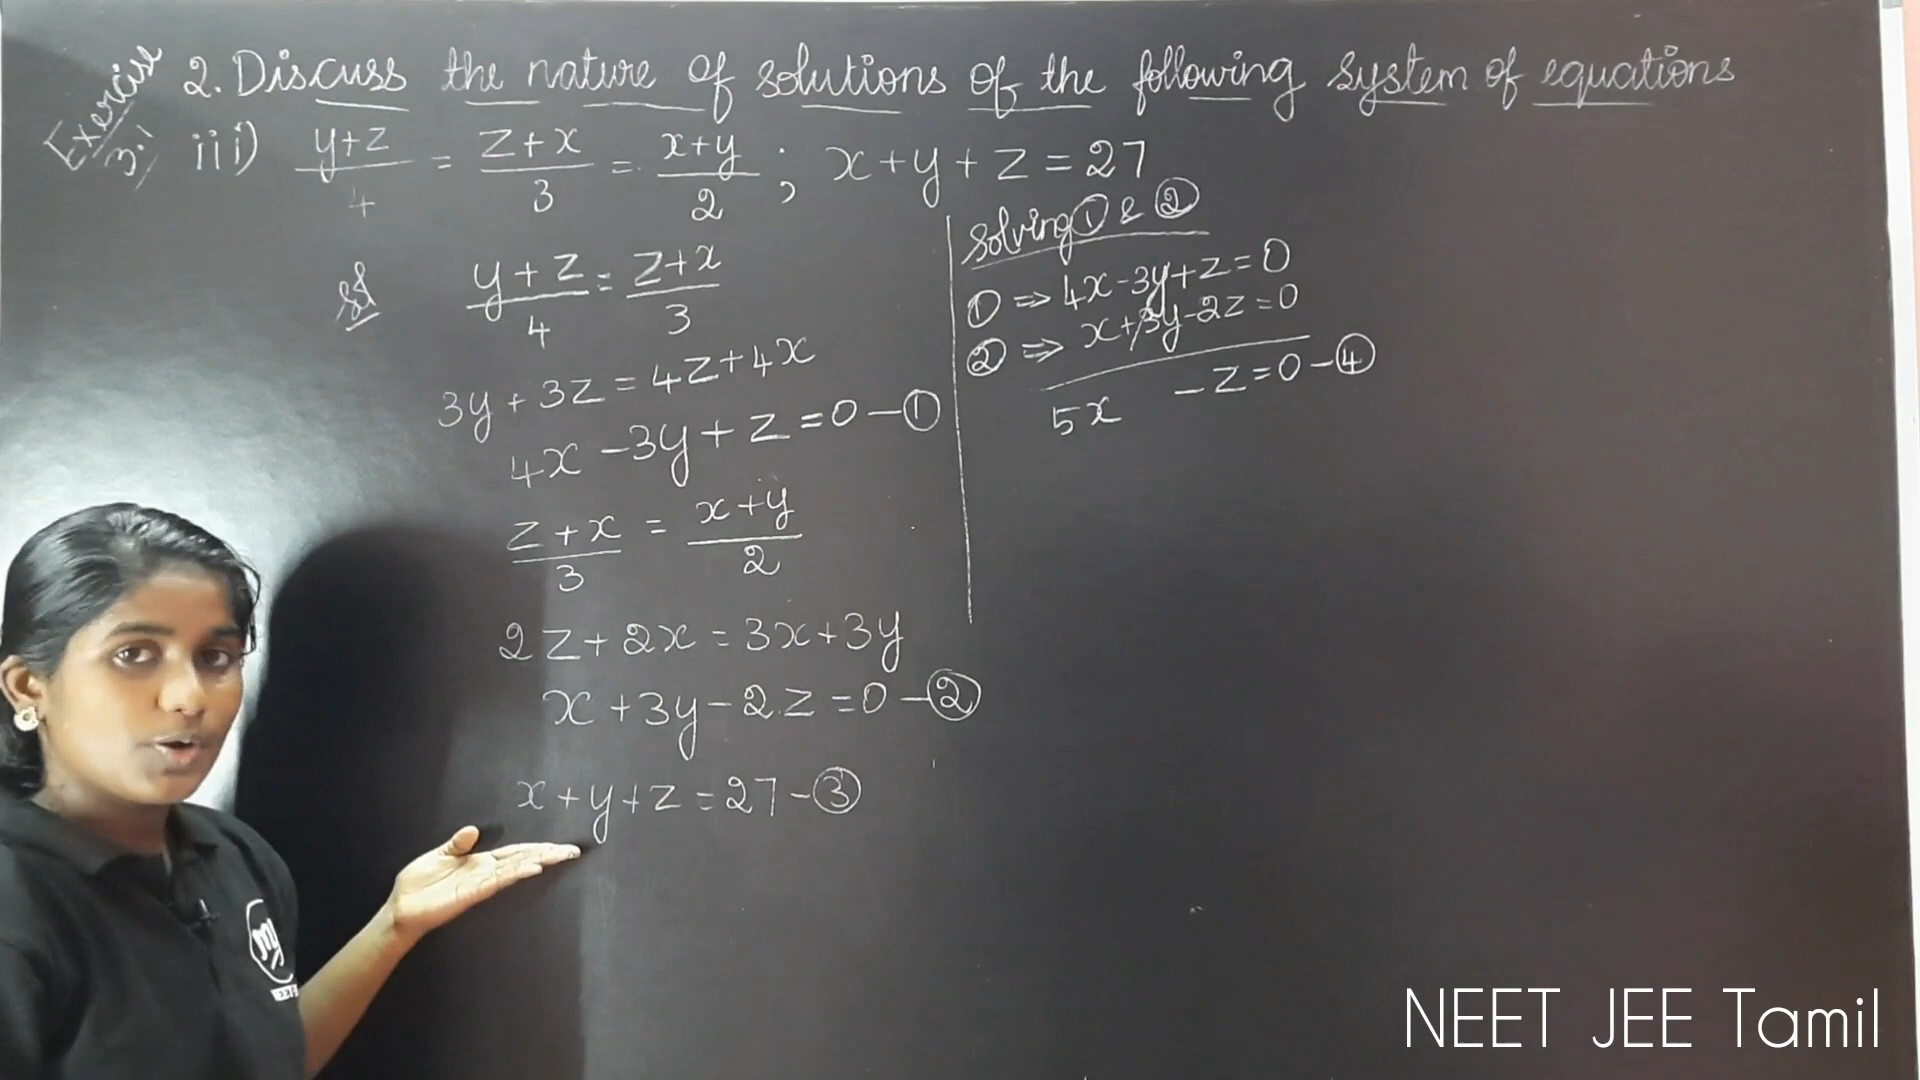 Exercise 3.1
2. Discuss the nature of solutions of the following system of equations
iii) y+z/4 = z+x/3 = x+y/2 ; x+y+z=27
sol
y+z/4 = z+x/3
3y+3z=4z+4x
4x-3y+z=0-①
z+x/3 = x+y/2
2z+2x=3x+3y
x+3y-2z=0-②
x+y+z=27-③
solving ① & ②
① ⇒ 4x-3y+z=0
② ⇒ x+3y-2z=0
5x -z=0-④
my
NEET JEE Tamil